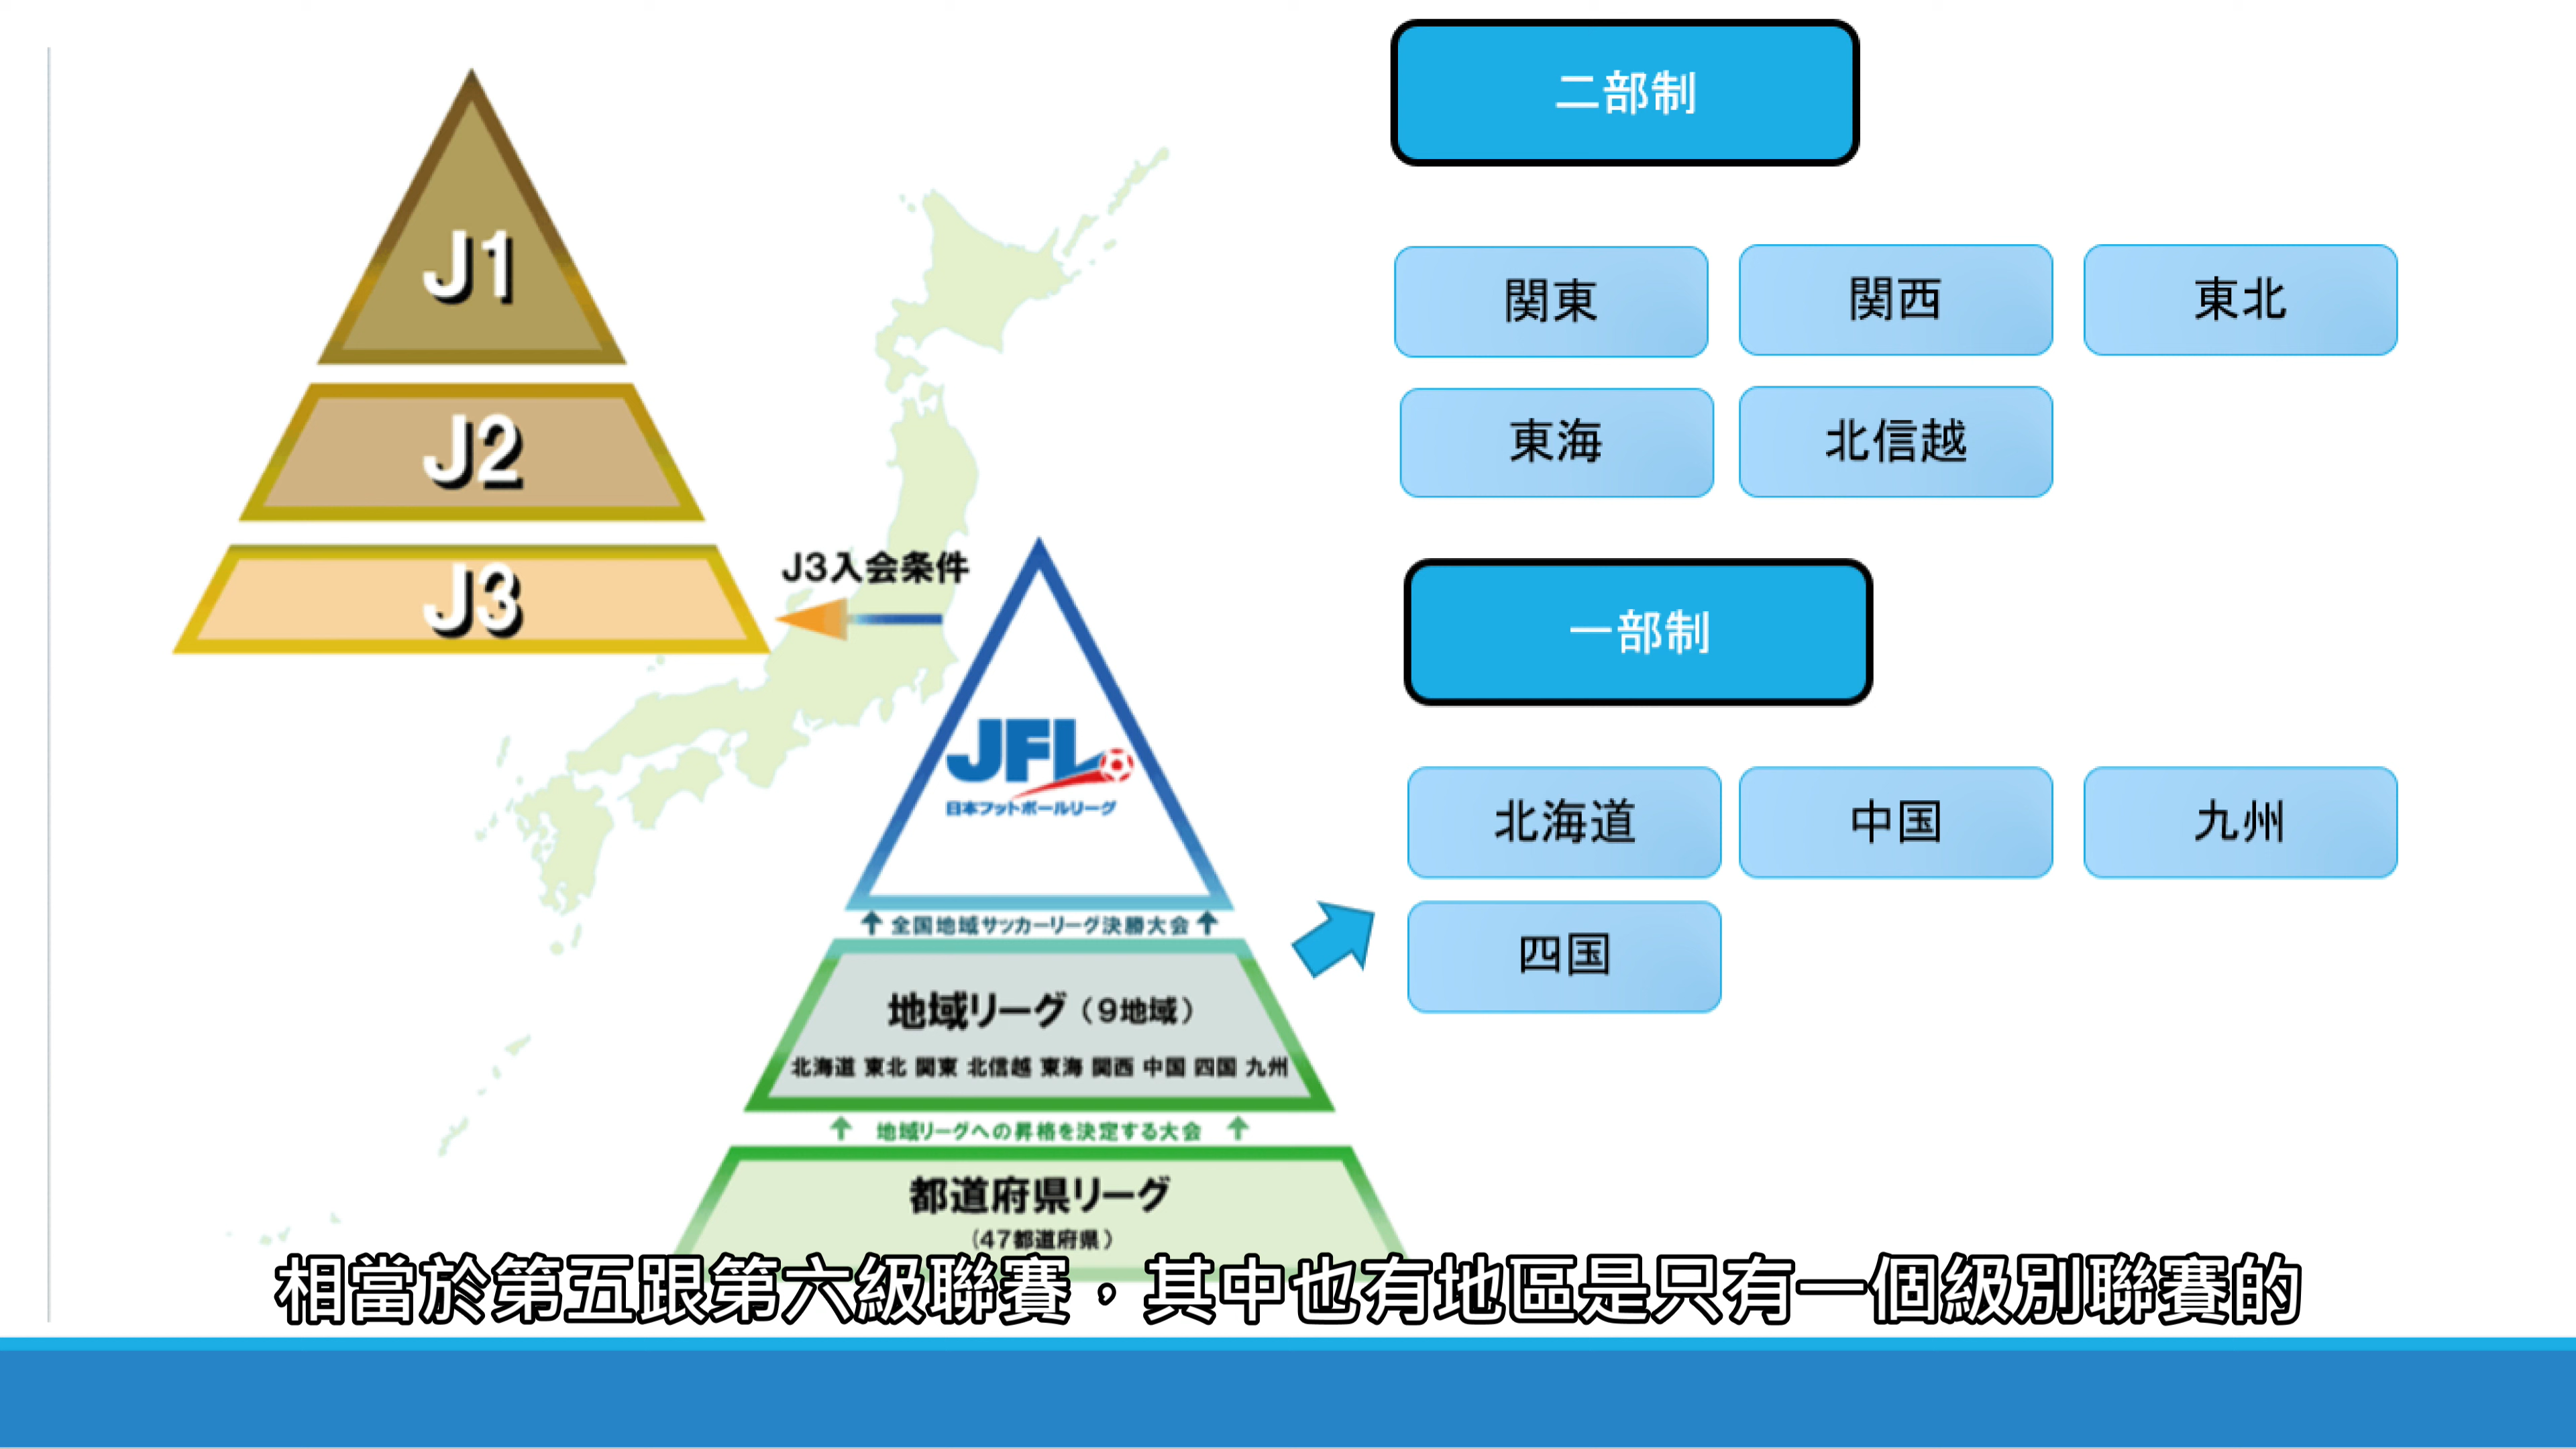 J1
J2
J3
J3入会条件
JFL
日本フットボールリーグ
全国地域サッカーリーグ決勝大会
地域リーグ(9地域)
北海道 東北 関東 北信越 東海 関西 中国 四国 九州
地域リーグへの昇格を決定する大会
都道府県リーグ
(47都道府県)
二部制
関東 関西 東北
東海 北信越
一部制
北海道 中国 九州
四国
相當於第五跟第六級聯賽，其中也有地區是只有一個級別聯賽的